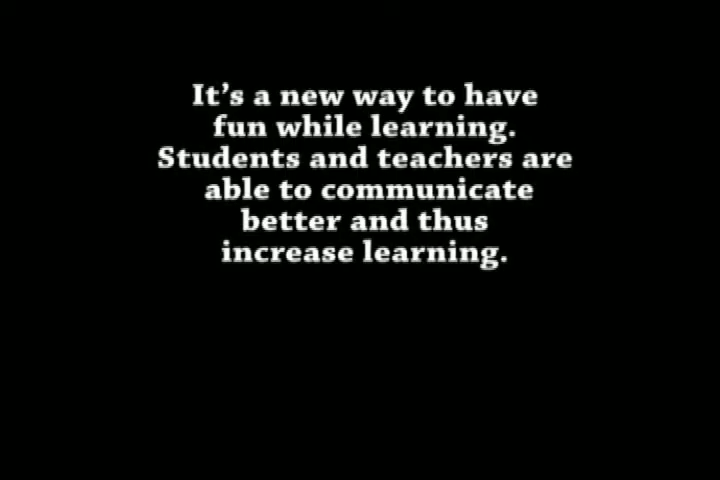 It’s a new way to have
fun while learning.
Students and teachers are
able to communicate
better and thus
increase learning.